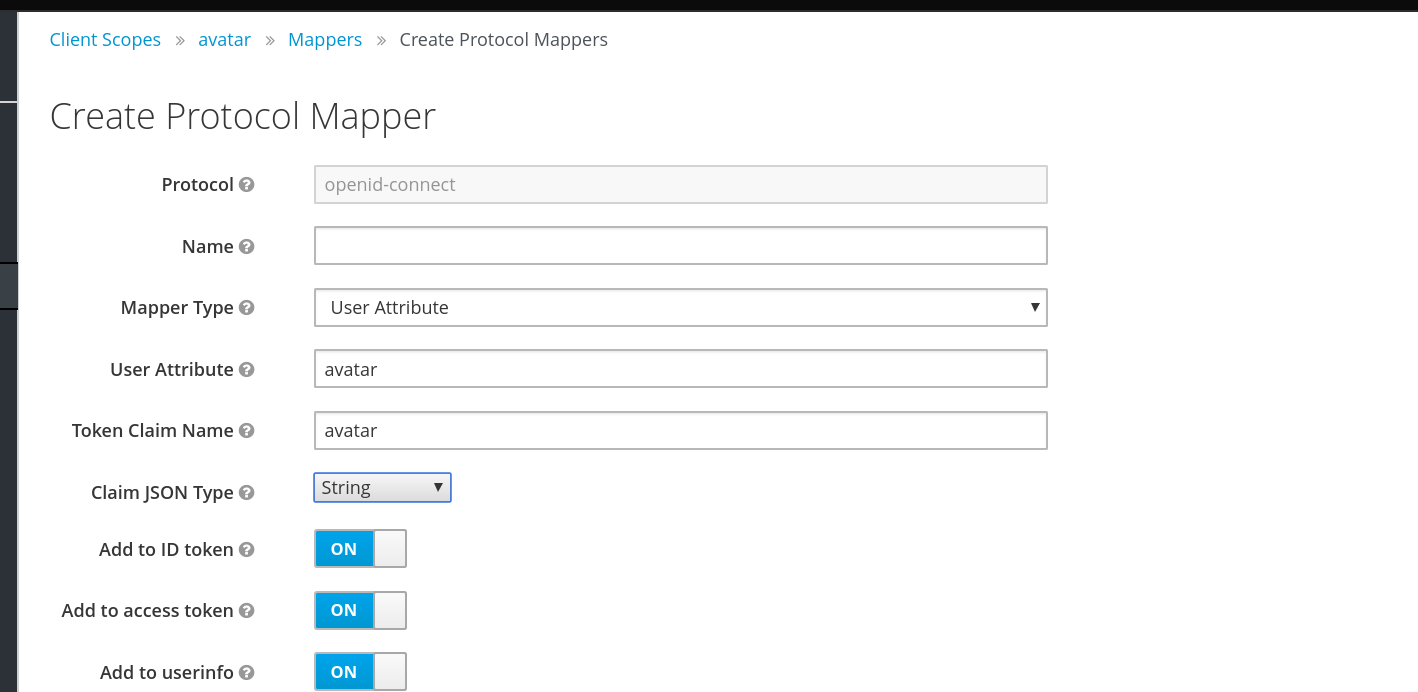 Client Scopes » avatar » Mappers » Create Protocol Mappers
Create Protocol Mapper
Protocol ? openid-connect
Name ?
Mapper Type ? User Attribute ▼
User Attribute ? avatar
Token Claim Name ? avatar
Claim JSON Type ? String ▼
Add to ID token ? ON
Add to access token ? ON
Add to userinfo ? ON